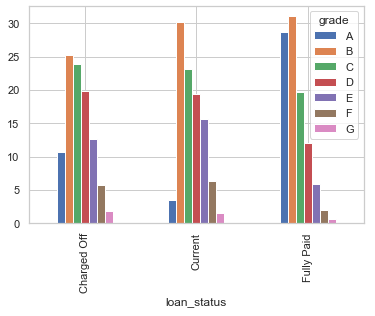 grade
A
B
C
D
E
F
G
30
25
20
15
10
5
0
Charged Off
Current
Fully Paid
loan_status